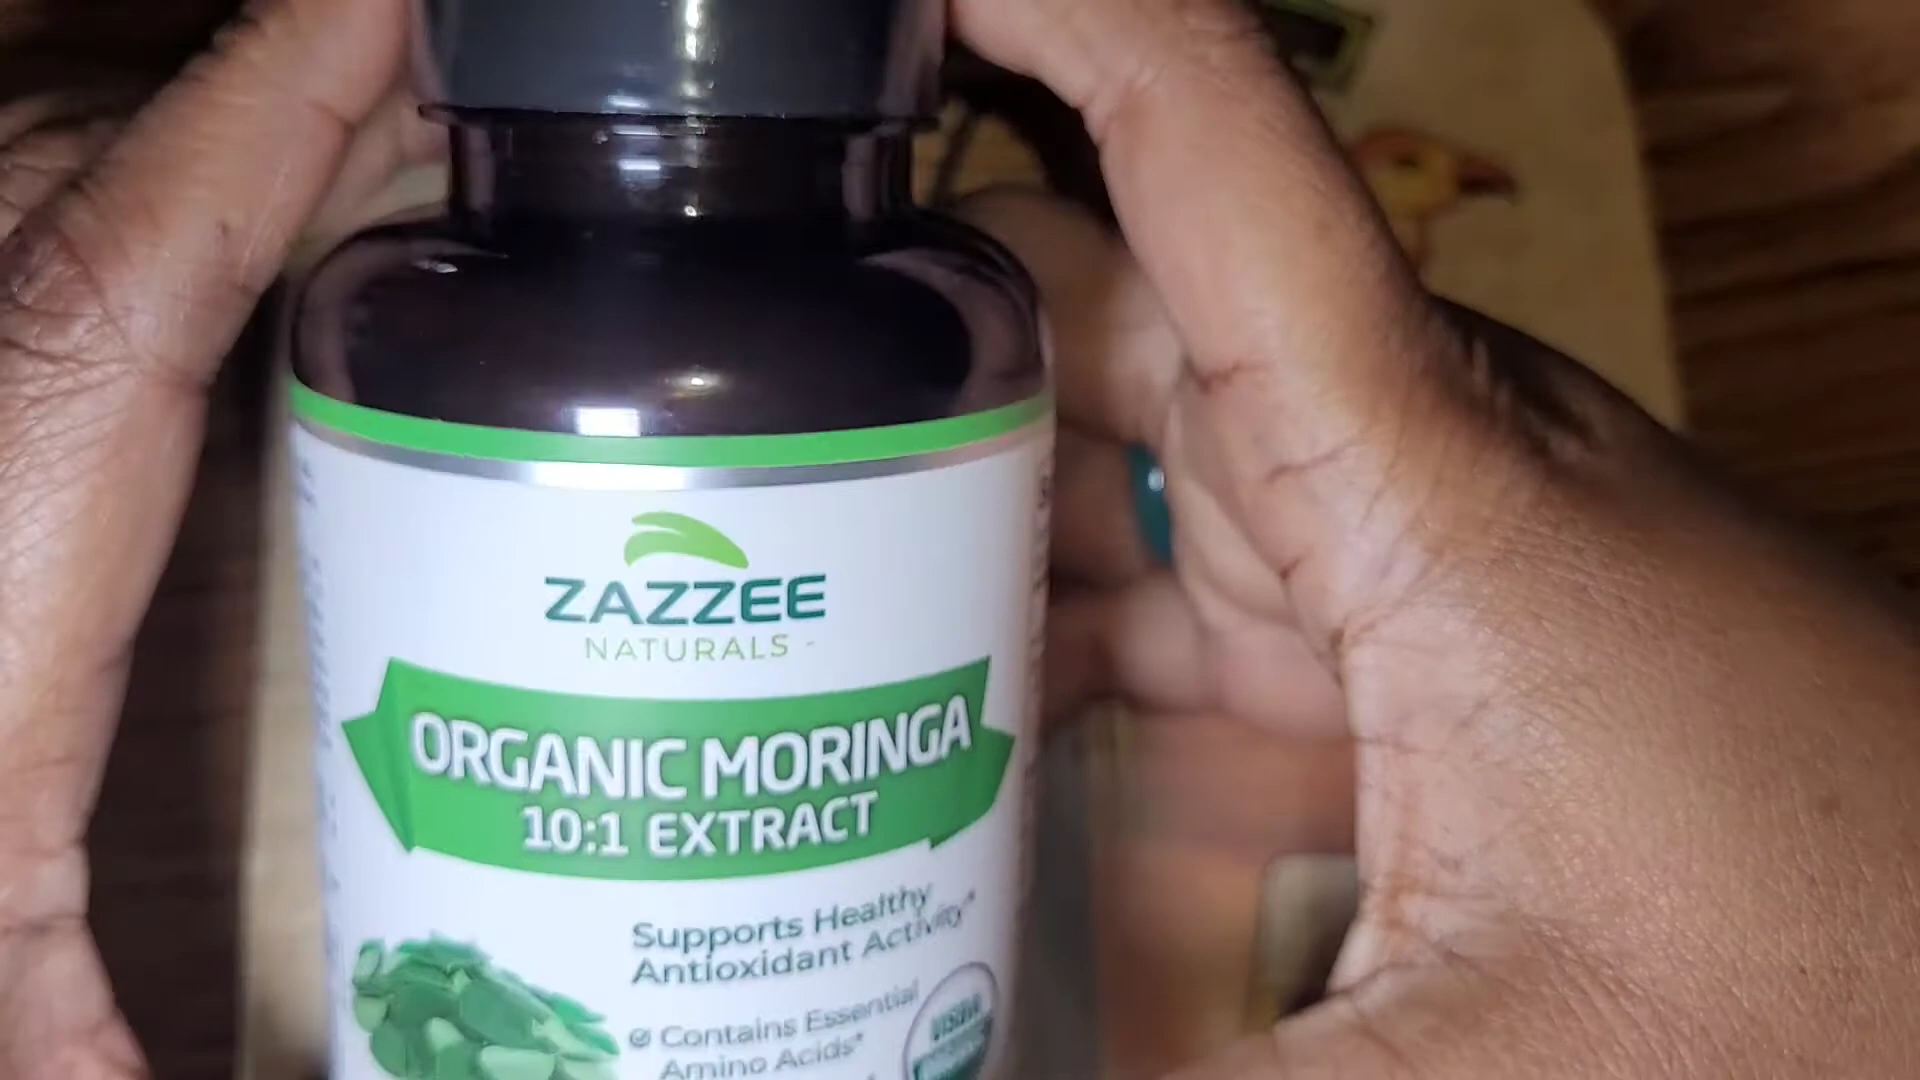 ZAZZEE
NATURALS -
ORGANIC MORINGA
10:1 EXTRACT
Supports Healthy
Antioxidant Activity*
Contains Essential
Amino Acids*
USDA